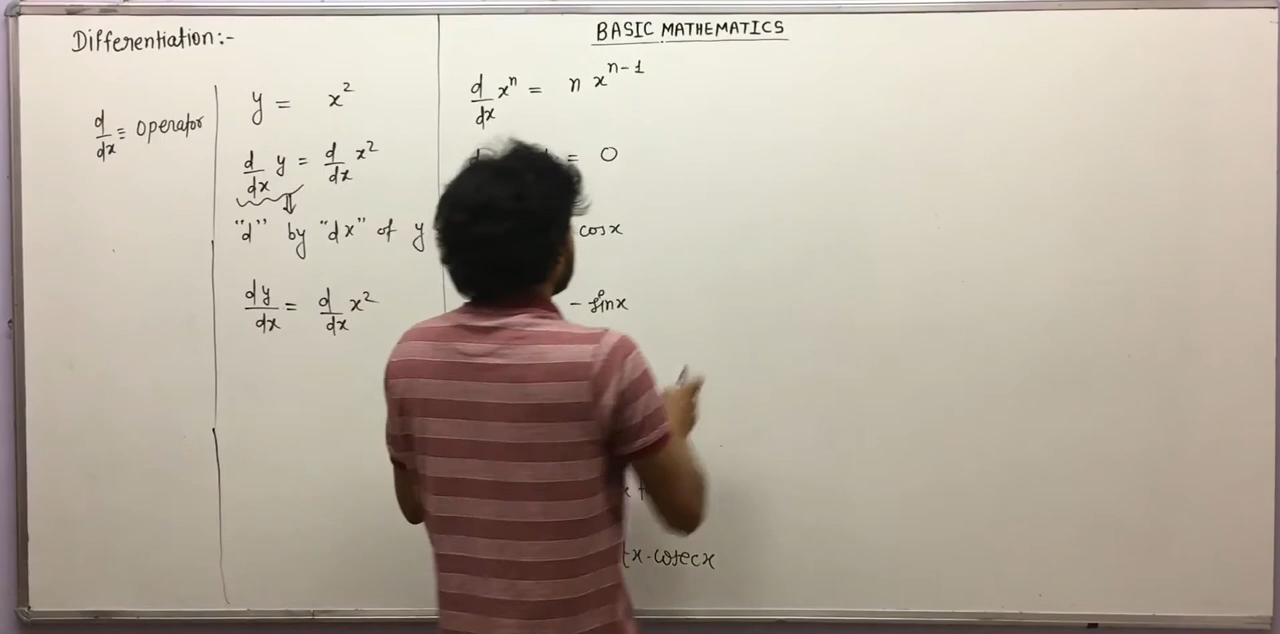 BASIC MATHEMATICS
Differentiation:-
d/dx ≡ operator
y = x²
d/dx y = d/dx x²
"d" by "dx" of y
dy/dx = d/dx x²
d/dx xⁿ = n xⁿ⁻¹
= 0
cosx
- sinx
x · cosecx